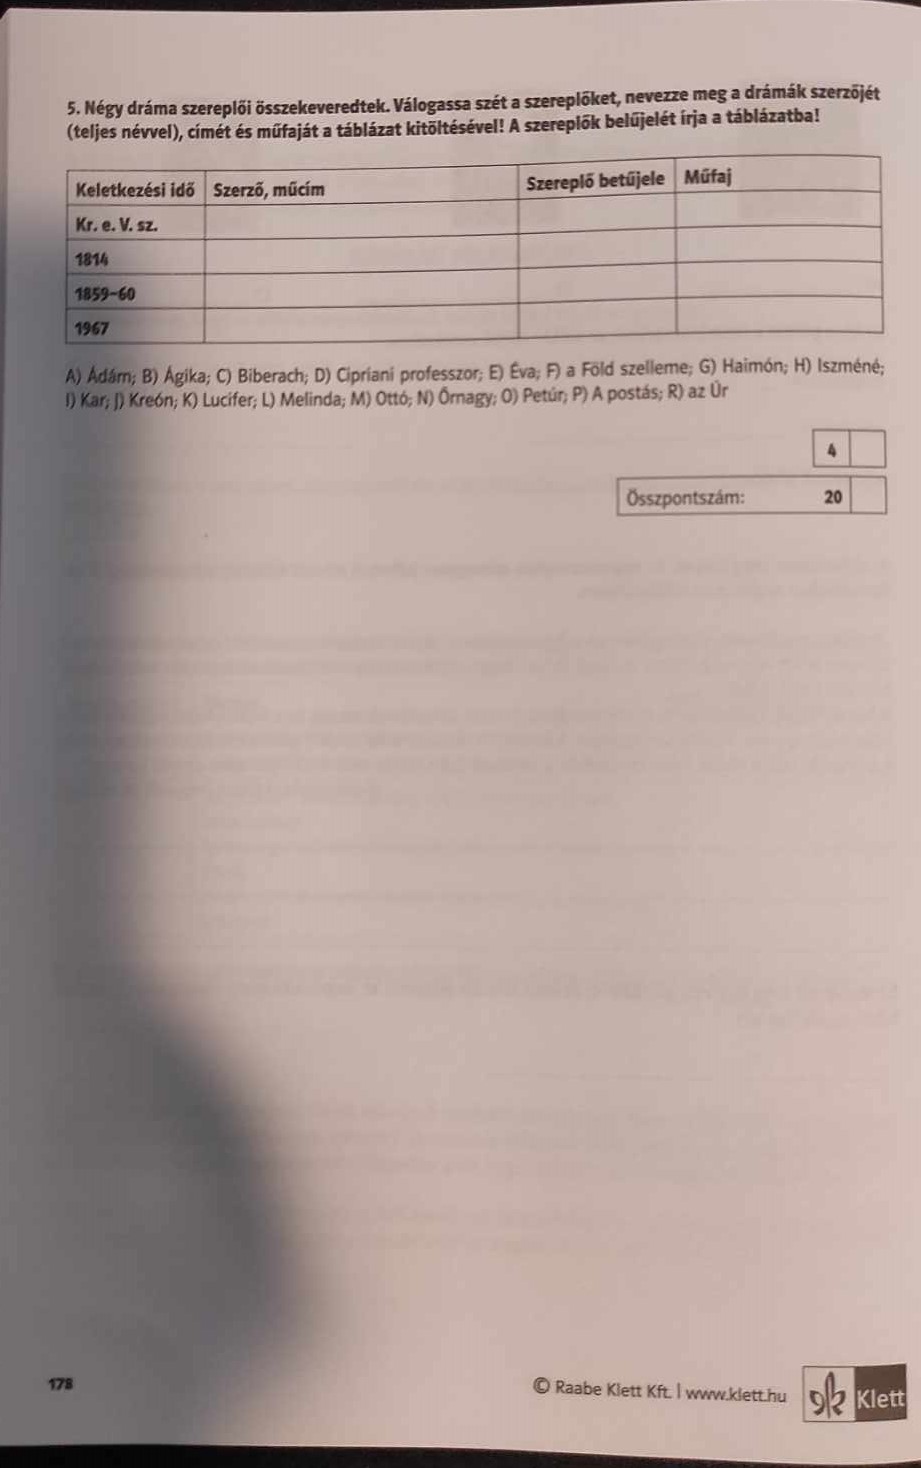 5. Négy dráma szereplői összekeveredtek. Válogassa szét a szereplőket, nevezze meg a drámák szerzőjét
(teljes névvel), címét és műfaját a táblázat kitöltésével! A szereplők belűjelét írja a táblázatba!
Keletkezési idő Szerző, műcím Szereplő betűjele Műfaj
Kr. e. V. sz.
1814
1859–60
1967
A) Ádám; B) Ágika; C) Biberach; D) Cipriani professzor; E) Éva; F) a Föld szelleme; G) Haimón; H) Iszméné;
I) Kar; J) Kreón; K) Lucifer; L) Melinda; M) Ottó; N) Őrnagy; O) Petúr; P) A postás; R) az Úr
4
Összpontszám: 20
178 © Raabe Klett Kft. | www.klett.hu Klett